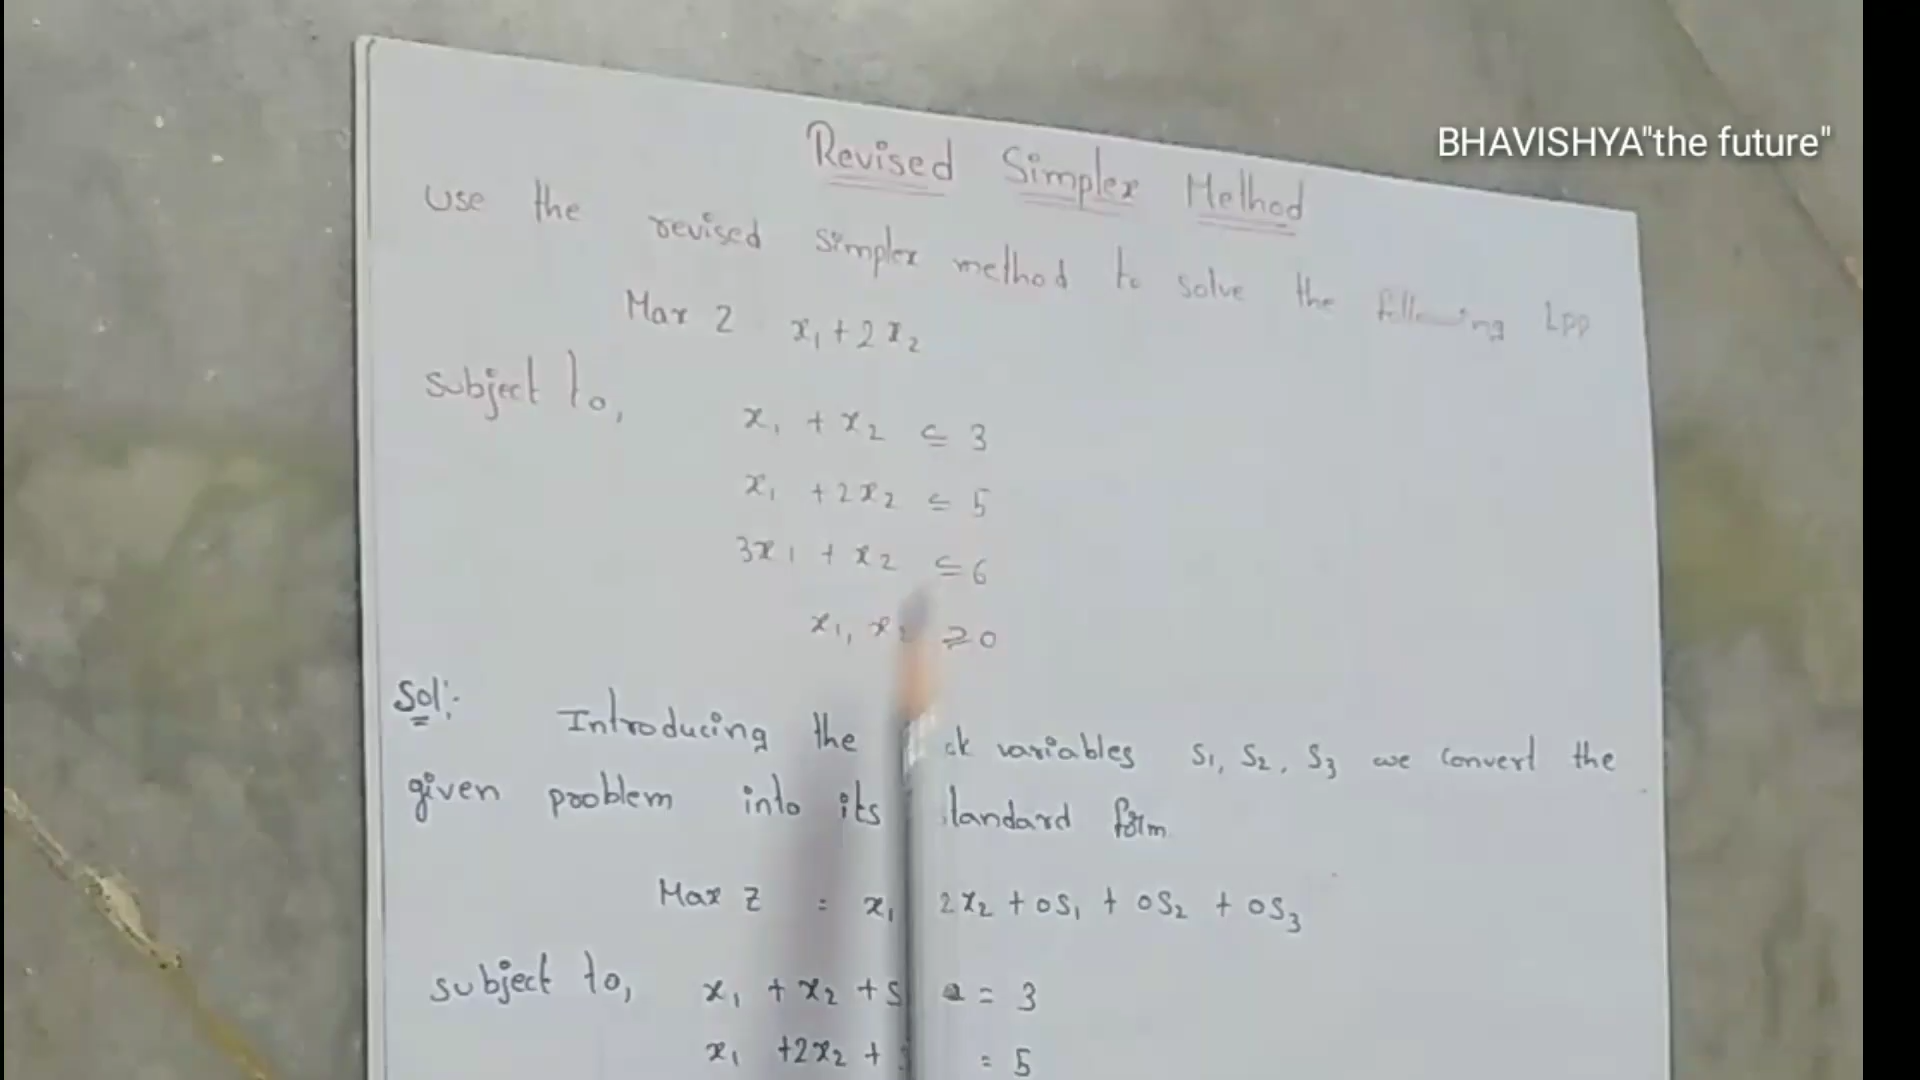 BHAVISHYA"the future"
Revised Simplex Method
Use the revised simplex method to solve the following Lpp
Max Z x₁ + 2x₂
subject to,
x₁ + x₂ ≤ 3
x₁ + 2x₂ ≤ 5
3x₁ + x₂ ≤ 6
x₁, x₂ ≥ 0
Sol:-
Introducing the ck variables S₁, S₂, S₃ we convert the
given problem into its tandard form
Max Z = x₁ 2x₂ + 0S₁ + 0S₂ + 0S₃
subject to, x₁ + x₂ + S = 3
x₁ + 2x₂ + = 5